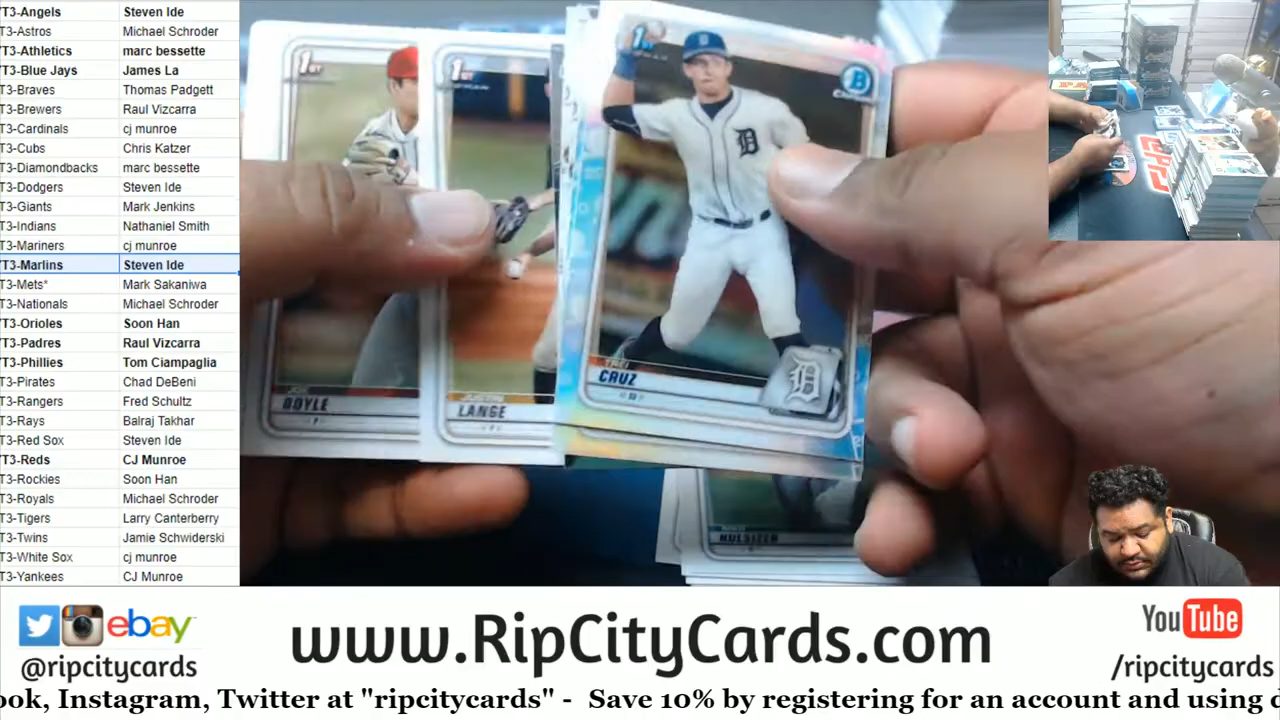 T3-Angels Steven Ide
T3-Astros Michael Schroder
T3-Athletics marc bessette
T3-Blue Jays James La
T3-Braves Thomas Padgett
T3-Brewers Raul Vizcarra
T3-Cardinals cj munroe
T3-Cubs Chris Katzer
T3-Diamondbacks marc bessette
T3-Dodgers Steven Ide
T3-Giants Mark Jenkins
T3-Indians Nathaniel Smith
T3-Mariners cj munroe
T3-Marlins Steven Ide
T3-Mets* Mark Sakaniwa
T3-Nationals Michael Schroder
T3-Orioles Soon Han
T3-Padres Raul Vizcarra
T3-Phillies Tom Ciampaglia
T3-Pirates Chad DeBeni
T3-Rangers Fred Schultz
T3-Rays Balraj Takhar
T3-Red Sox Steven Ide
T3-Reds CJ Munroe
T3-Rockies Soon Han
T3-Royals Michael Schroder
T3-Tigers Larry Canterberry
T3-Twins Jamie Schwiderski
T3-White Sox cj munroe
T3-Yankees CJ Munroe
1ST
JOE
BOYLE
1ST
JUSTIN
LANGE
1ST
D
B
TREI
CRUZ
D
HULSIZER
ebay
@ripcitycards
www.RipCityCards.com
YouTube
/ripcitycards
ook, Instagram, Twitter at "ripcitycards" - Save 10% by registering for an account and using